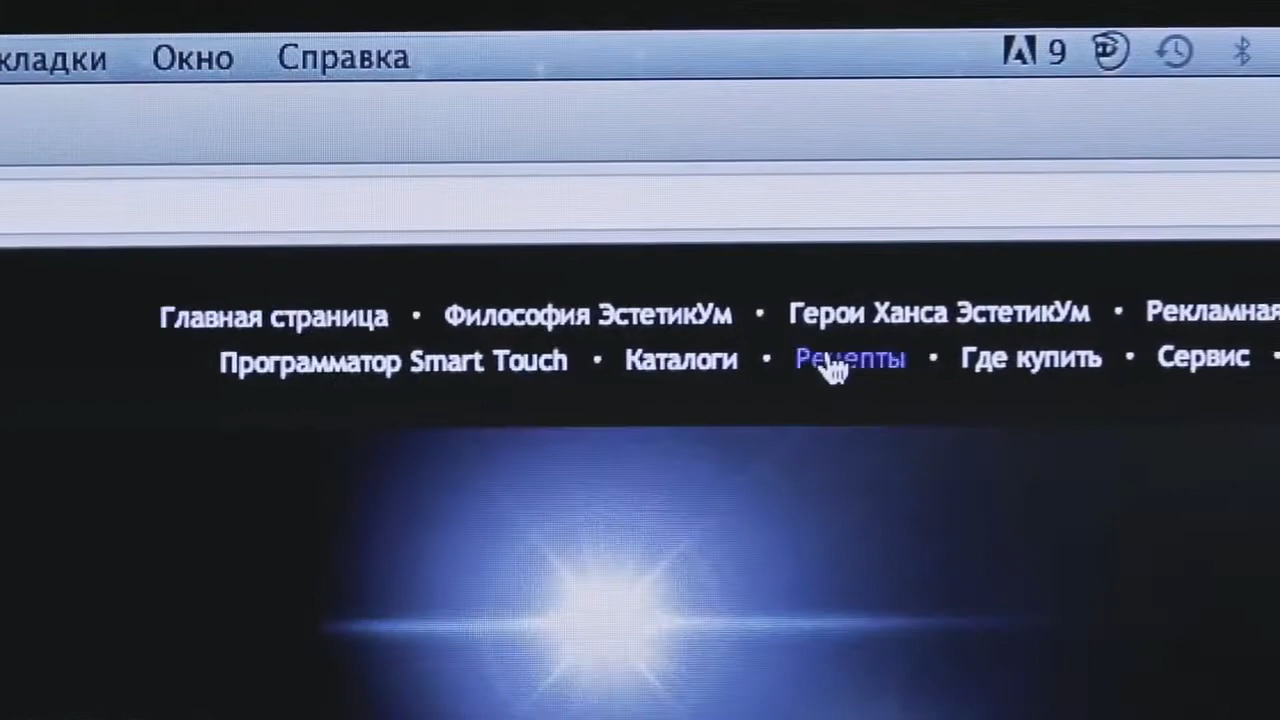 кладки Окно Справка 9
Главная страница • Философия ЭстетикУм • Герои Ханса ЭстетикУм • Рекламная
Программатор Smart Touch • Каталоги • Рецепты • Где купить • Сервис •